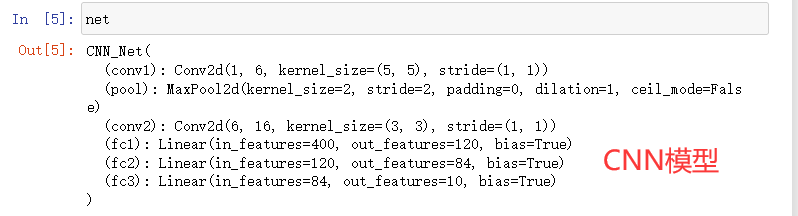 In [5]: net
Out[5]: CNN_Net(
(conv1): Conv2d(1, 6, kernel_size=(5, 5), stride=(1, 1))
(pool): MaxPool2d(kernel_size=2, stride=2, padding=0, dilation=1, ceil_mode=Fals
e)
(conv2): Conv2d(6, 16, kernel_size=(3, 3), stride=(1, 1))
(fc1): Linear(in_features=400, out_features=120, bias=True)
(fc2): Linear(in_features=120, out_features=84, bias=True)
(fc3): Linear(in_features=84, out_features=10, bias=True)
)
CNN模型